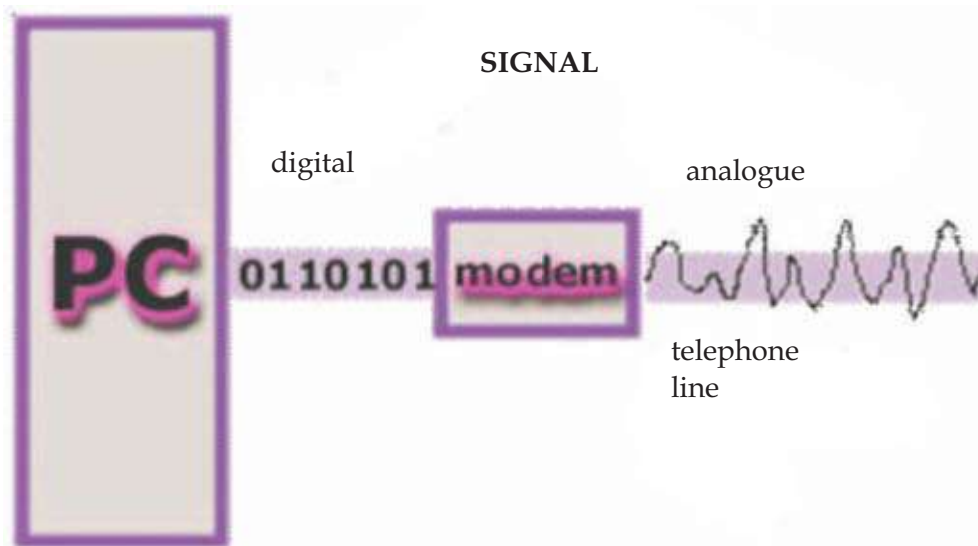 SIGNAL
digital
analogue
PC
0110101
modem
telephone
line